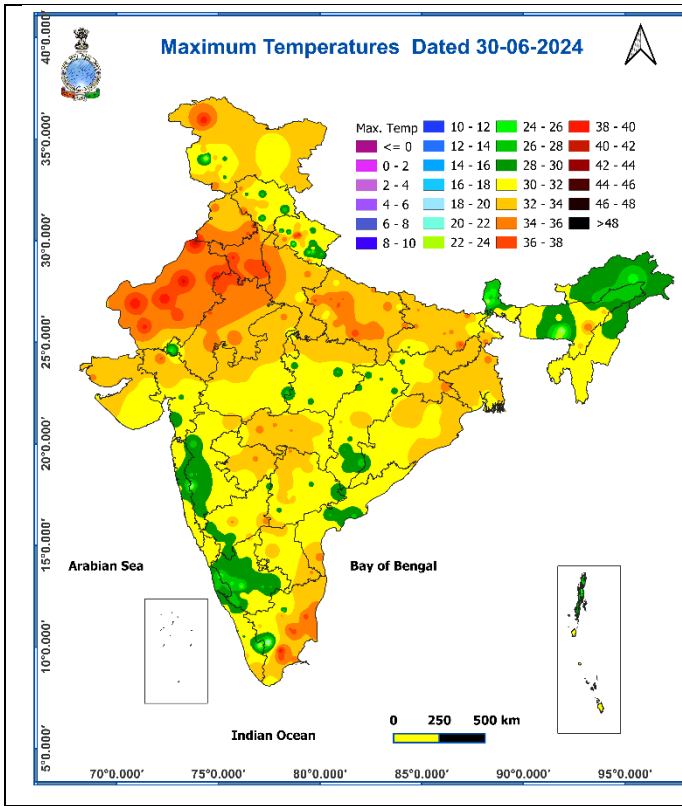 Maximum Temperatures Dated 30-06-2024
Max. Temp
<= 0
0 - 2
2 - 4
4 - 6
6 - 8
8 - 10
10 - 12
12 - 14
14 - 16
16 - 18
18 - 20
20 - 22
22 - 24
24 - 26
26 - 28
28 - 30
30 - 32
32 - 34
34 - 36
36 - 38
38 - 40
40 - 42
42 - 44
44 - 46
46 - 48
>48
40°0.000'
35°0.000'
30°0.000'
25°0.000'
20°0.000'
15°0.000'
10°0.000'
5°0.000'
Arabian Sea
Bay of Bengal
Indian Ocean
0 250 500 km
70°0.000' 75°0.000' 80°0.000' 85°0.000' 90°0.000' 95°0.000'